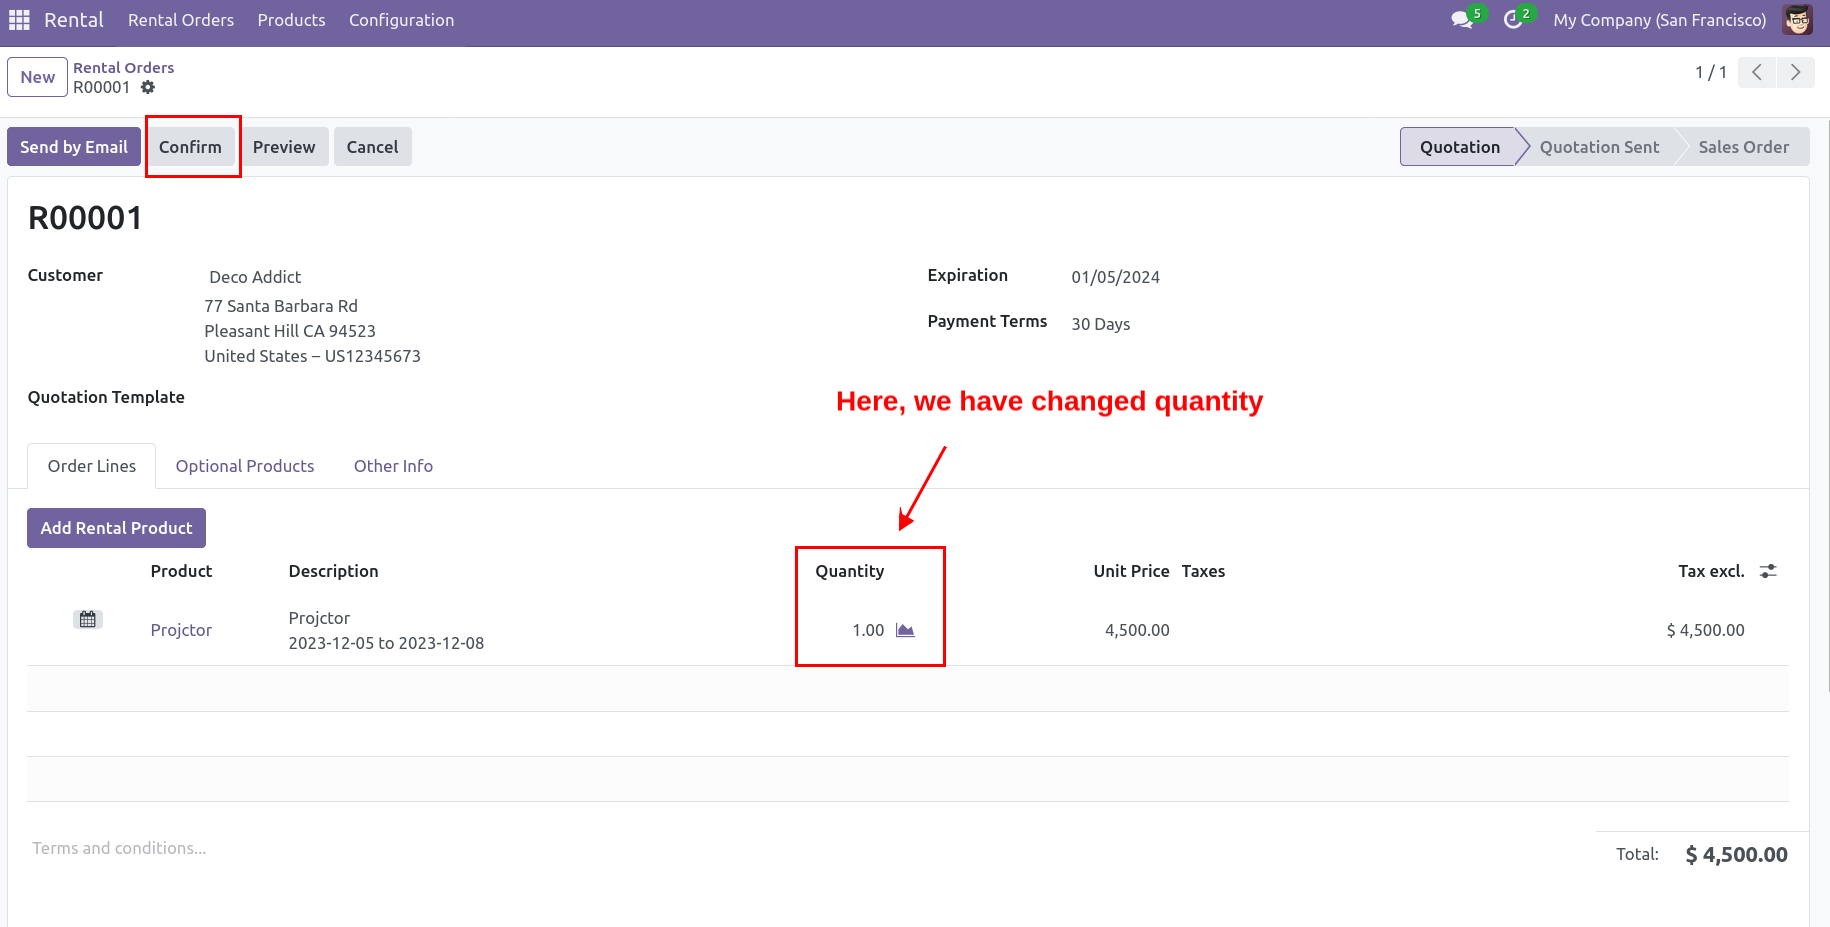 Rental Rental Orders Products Configuration 5 2 My Company (San Francisco)
New Rental Orders
R00001
1 / 1
Send by Email Confirm Preview Cancel Quotation Quotation Sent Sales Order
R00001
Customer Deco Addict
77 Santa Barbara Rd
Pleasant Hill CA 94523
United States – US12345673
Expiration 01/05/2024
Payment Terms 30 Days
Quotation Template
Here, we have changed quantity
Order Lines Optional Products Other Info
Add Rental Product
Product Description Quantity Unit Price Taxes Tax excl.
Projctor Projctor
2023-12-05 to 2023-12-08
1.00 4,500.00 $ 4,500.00
Terms and conditions...
Total: $ 4,500.00